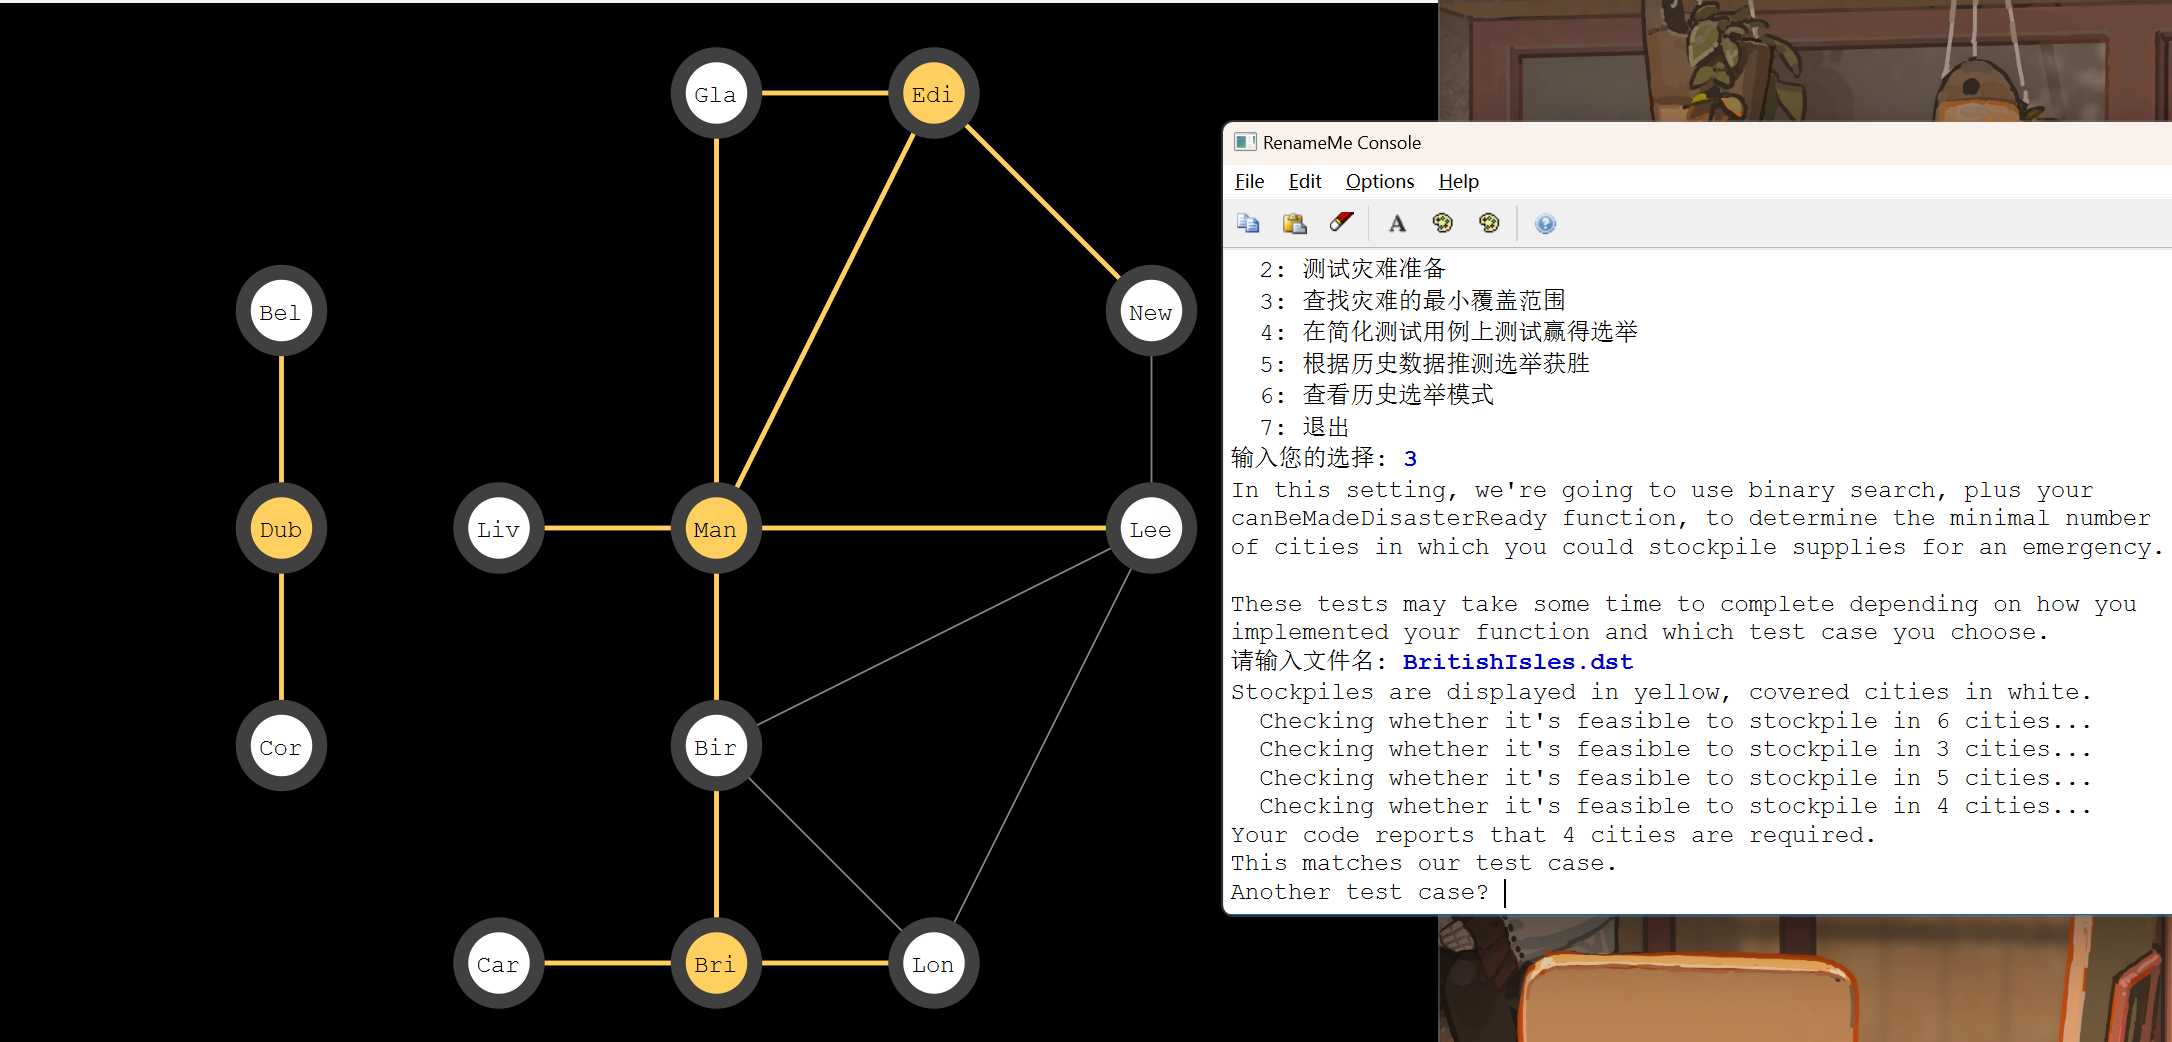 Gla
Edi
Bel
New
Dub
Liv
Man
Lee
Cor
Bir
Car
Bri
Lon
RenameMe Console
File Edit Options Help
A
2: 测试灾难准备
3: 查找灾难的最小覆盖范围
4: 在简化测试用例上测试赢得选举
5: 根据历史数据推测选举获胜
6: 查看历史选举模式
7: 退出
输入您的选择: 3
In this setting, we're going to use binary search, plus your
canBeMadeDisasterReady function, to determine the minimal number
of cities in which you could stockpile supplies for an emergency.
These tests may take some time to complete depending on how you
implemented your function and which test case you choose.
请输入文件名: BritishIsles.dst
Stockpiles are displayed in yellow, covered cities in white.
Checking whether it's feasible to stockpile in 6 cities...
Checking whether it's feasible to stockpile in 3 cities...
Checking whether it's feasible to stockpile in 5 cities...
Checking whether it's feasible to stockpile in 4 cities...
Your code reports that 4 cities are required.
This matches our test case.
Another test case?